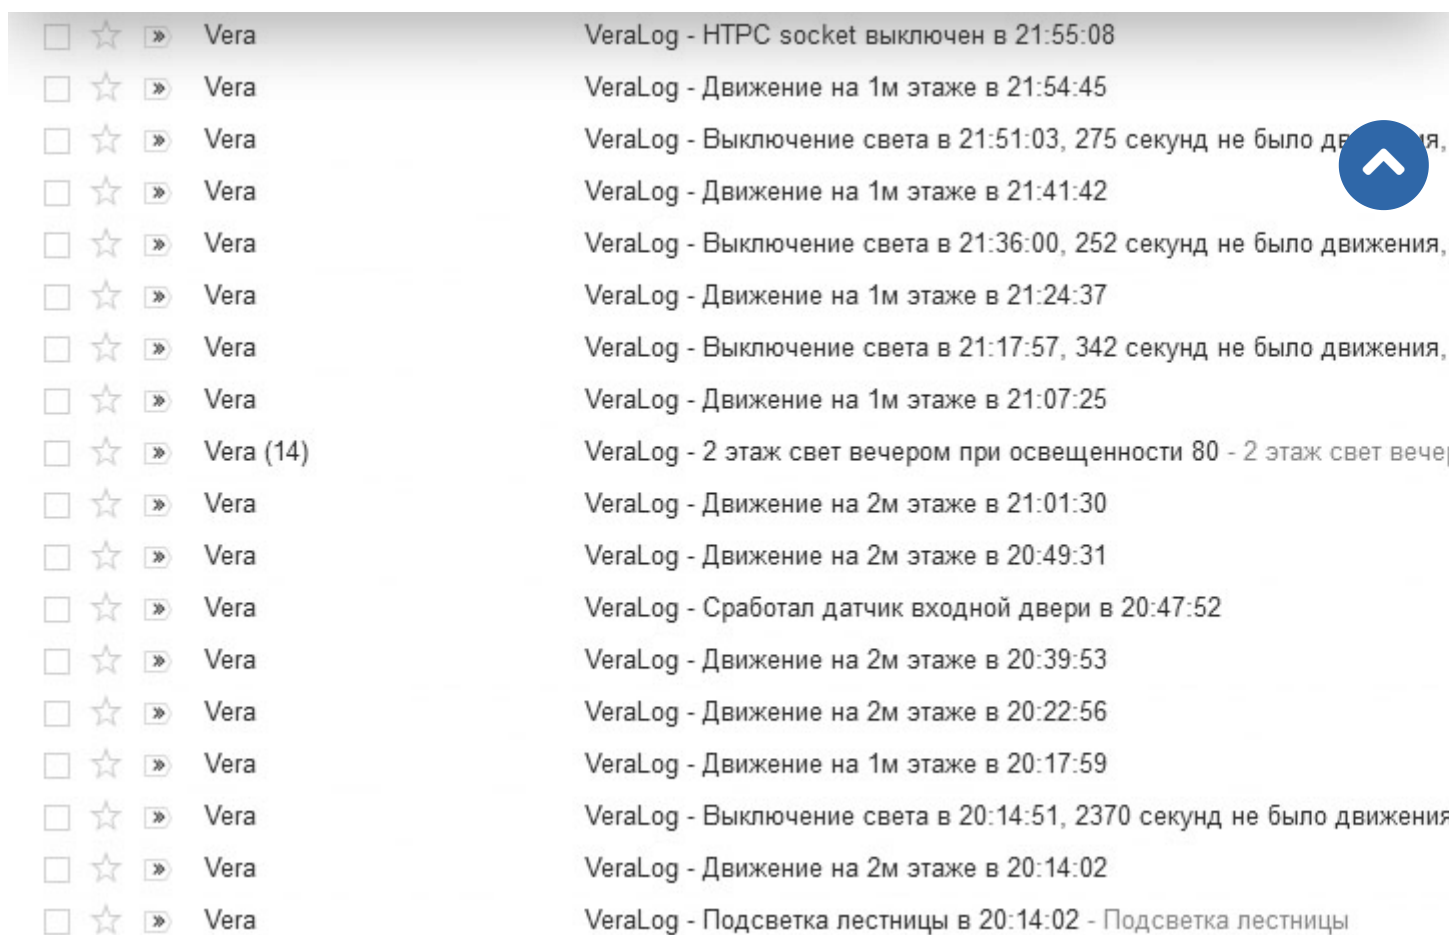 Vera VeraLog - HTPC socket выключен в 21:55:08
Vera VeraLog - Движение на 1м этаже в 21:54:45
Vera VeraLog - Выключение света в 21:51:03, 275 секунд не было
Vera VeraLog - Движение на 1м этаже в 21:41:42
Vera VeraLog - Выключение света в 21:36:00, 252 секунд не было движения,
Vera VeraLog - Движение на 1м этаже в 21:24:37
Vera VeraLog - Выключение света в 21:17:57, 342 секунд не было движения,
Vera VeraLog - Движение на 1м этаже в 21:07:25
Vera (14) VeraLog - 2 этаж свет вечером при освещенности 80 - 2 этаж свет вече
Vera VeraLog - Движение на 2м этаже в 21:01:30
Vera VeraLog - Движение на 2м этаже в 20:49:31
Vera VeraLog - Сработал датчик входной двери в 20:47:52
Vera VeraLog - Движение на 2м этаже в 20:39:53
Vera VeraLog - Движение на 2м этаже в 20:22:56
Vera VeraLog - Движение на 1м этаже в 20:17:59
Vera VeraLog - Выключение света в 20:14:51, 2370 секунд не было движения
Vera VeraLog - Движение на 2м этаже в 20:14:02
Vera VeraLog - Подсветка лестницы в 20:14:02 - Подсветка лестницы